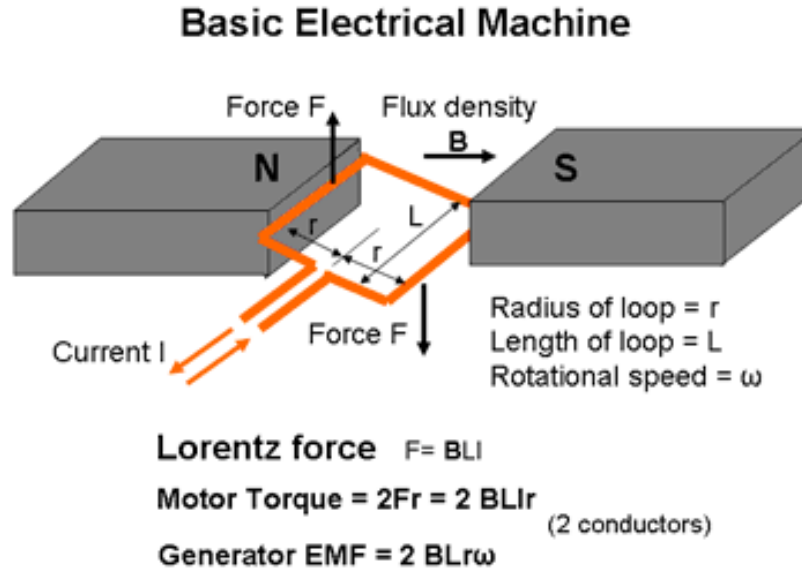 Basic Electrical Machine
Force F
Flux density
B
N
S
L
r
r
Force F
Current I
Radius of loop = r
Length of loop = L
Rotational speed = ω
Lorentz force F= BLI
Motor Torque = 2Fr = 2 BLIr
(2 conductors)
Generator EMF = 2 BLrω